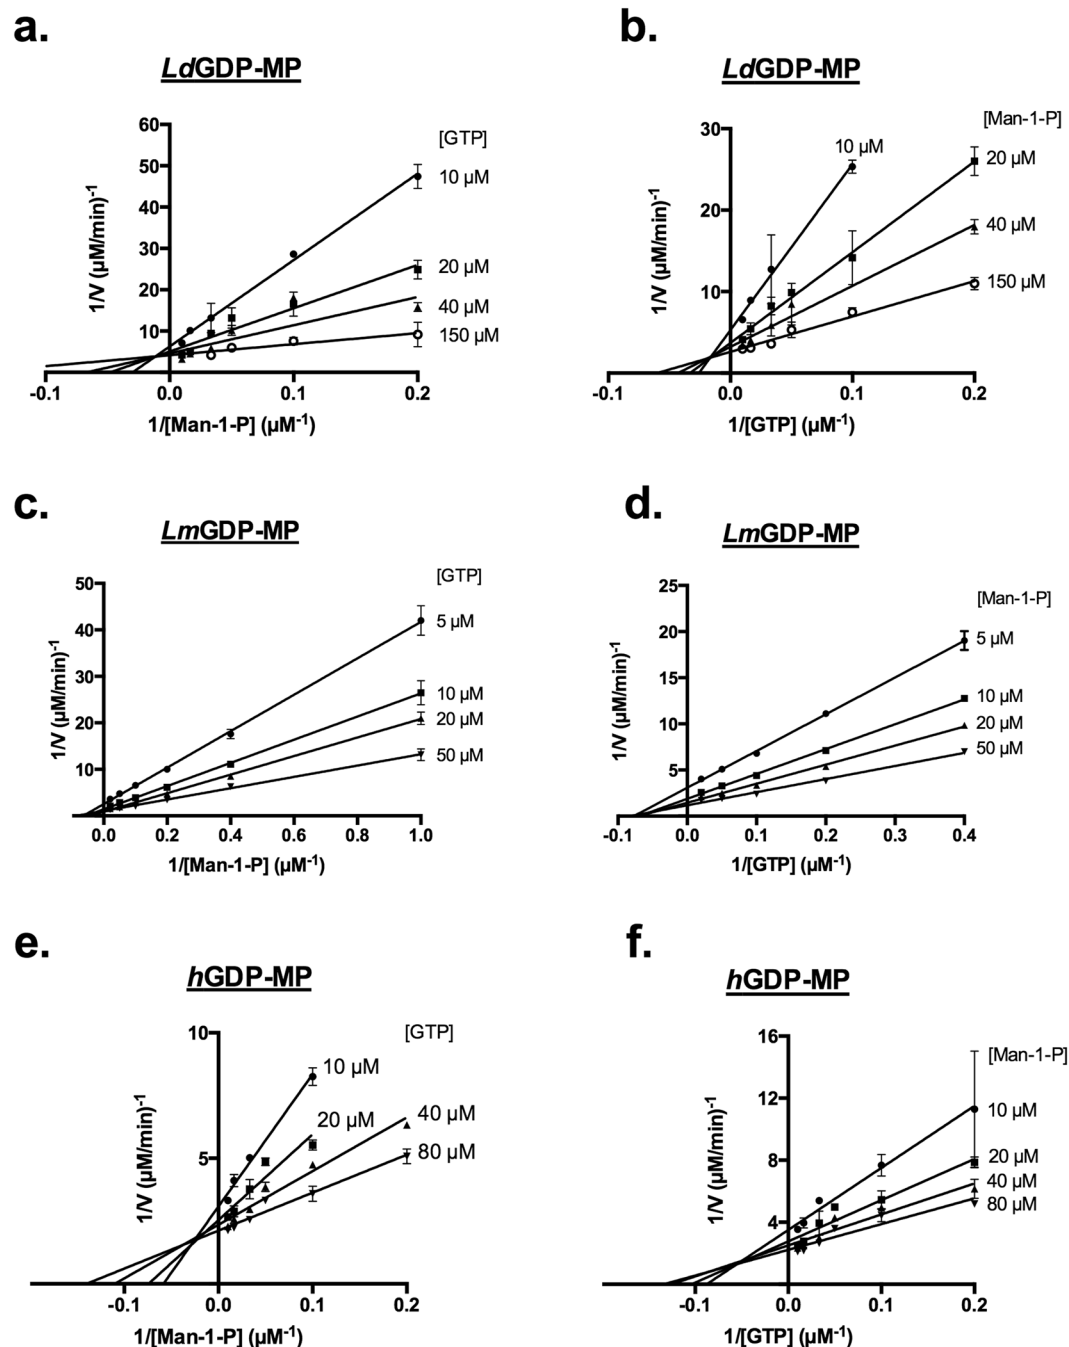 a.
LdGDP-MP
60
50
40
30
20
10
1/V (µM/min)-1
[GTP]
10 µM
20 µM
40 µM
150 µM
-0.1
0.0
0.1
0.2
1/[Man-1-P] (µM-1)
b.
LdGDP-MP
30
20
10
1/V (µM/min)-1
[Man-1-P]
10 µM
20 µM
40 µM
150 µM
-0.1
0.0
0.1
0.2
1/[GTP] (µM-1)
c.
LmGDP-MP
50
40
30
20
10
1/V (µM/min)-1
[GTP]
5 µM
10 µM
20 µM
50 µM
0.0
0.2
0.4
0.6
0.8
1.0
1/[Man-1-P] (µM-1)
d.
LmGDP-MP
25
20
15
10
5
1/V (µM/min)-1
[Man-1-P]
5 µM
10 µM
20 µM
50 µM
-0.1
0.0
0.1
0.2
0.3
0.4
1/[GTP] (µM-1)
e.
hGDP-MP
10
5
1/V (µM/min)-1
[GTP]
10 µM
20 µM
40 µM
80 µM
-0.1
0.0
0.1
0.2
1/[Man-1-P] (µM-1)
f.
hGDP-MP
16
12
8
4
1/V (µM/min)-1
[Man-1-P]
10 µM
20 µM
40 µM
80 µM
-0.1
0.0
0.1
0.2
1/[GTP] (µM-1)